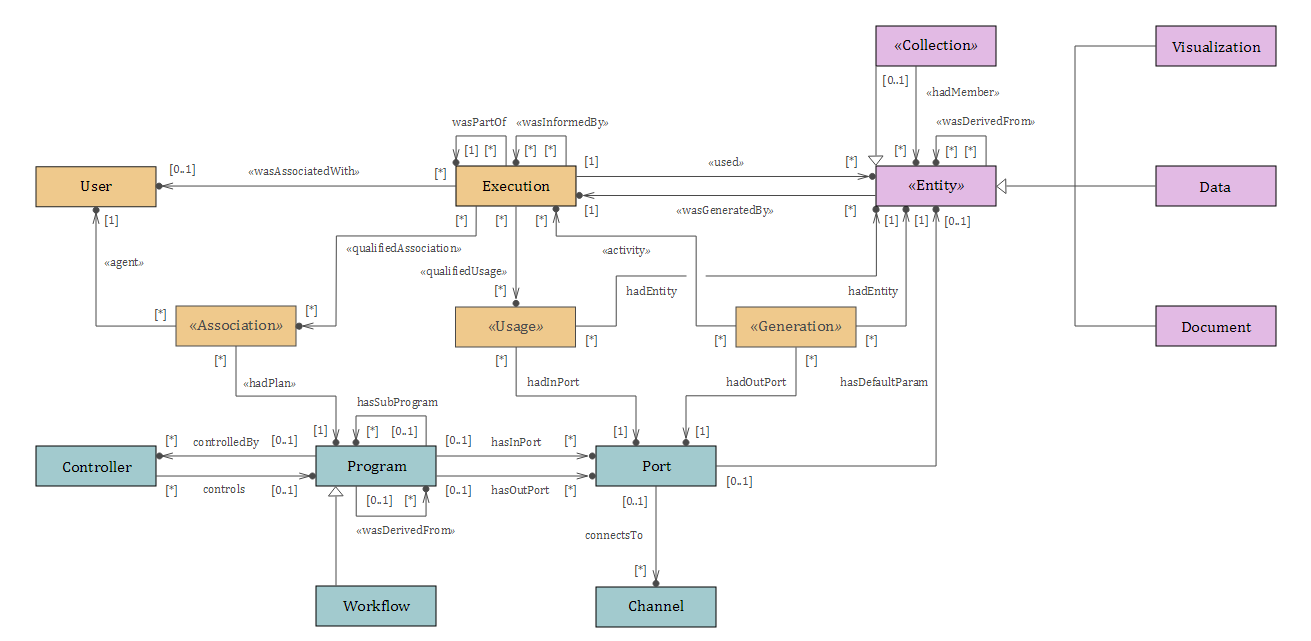 «Collection»
Visualization
[0..1]
«hadMember»
wasPartOf
«wasInformedBy»
«wasDerivedFrom»
[1]
[*]
[*]
[*]
[*]
[*]
[*]
[0..1]
«wasAssociatedWith»
[*]
[1]
«used»
[*]
User
Execution
«Entity»
Data
[1]
«wasGeneratedBy»
[*]
[1]
[*]
[*]
[*]
[1]
[1]
[0..1]
«qualifiedAssociation»
«activity»
«agent»
«qualifiedUsage»
[*]
hadEntity
hadEntity
[*]
[*]
«Association»
«Usage»
«Generation»
Document
[*]
[*]
[*]
[*]
[*]
[*]
«hadPlan»
hadInPort
hadOutPort
hasDefaultParam
hasSubProgram
[*]
controlledBy
[0..1]
[1]
[*]
[0..1]
[0..1]
hasInPort
[*]
[1]
[1]
Controller
Program
Port
[*]
controls
[0..1]
[0..1]
hasOutPort
[*]
[0..1]
[0..1]
[*]
[0..1]
«wasDerivedFrom»
connectsTo
[*]
Workflow
Channel